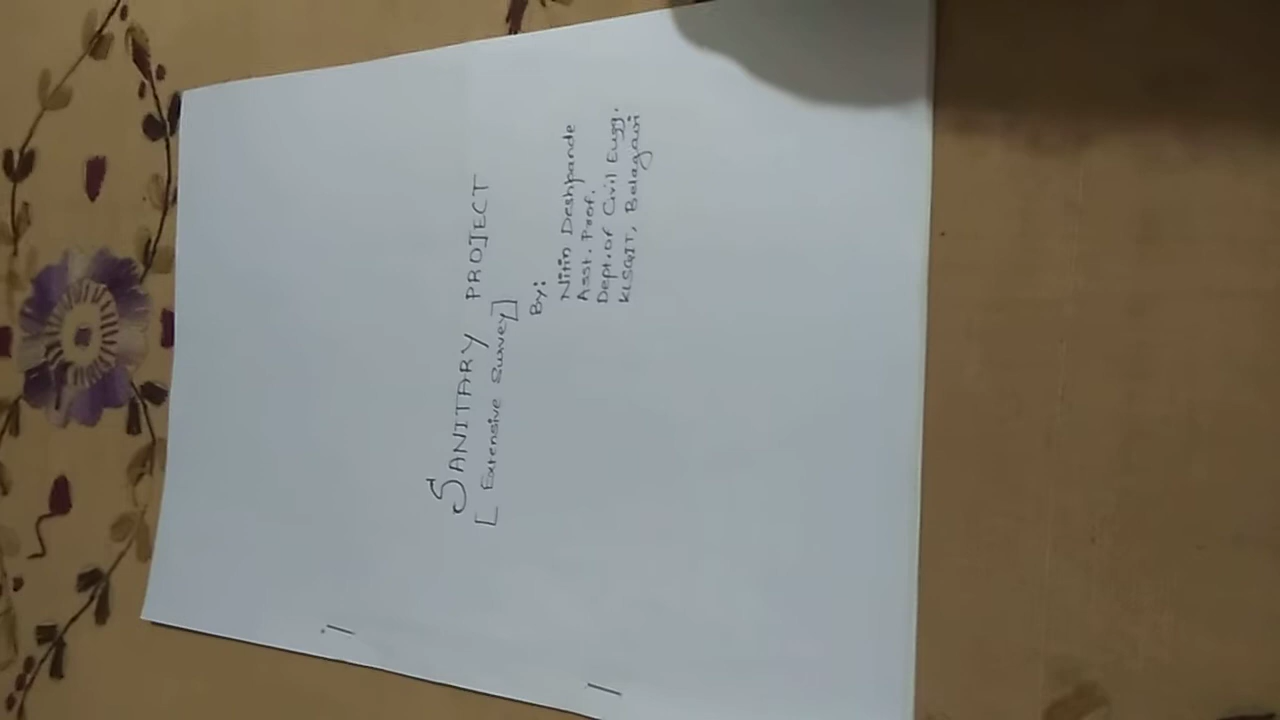 SANITARY PROJECT
[ Extensive Survey]
By:
Nitin Deshpande
Asst. Prof.
Dept. of Civil Engg.
KLSGIT, Belagavi